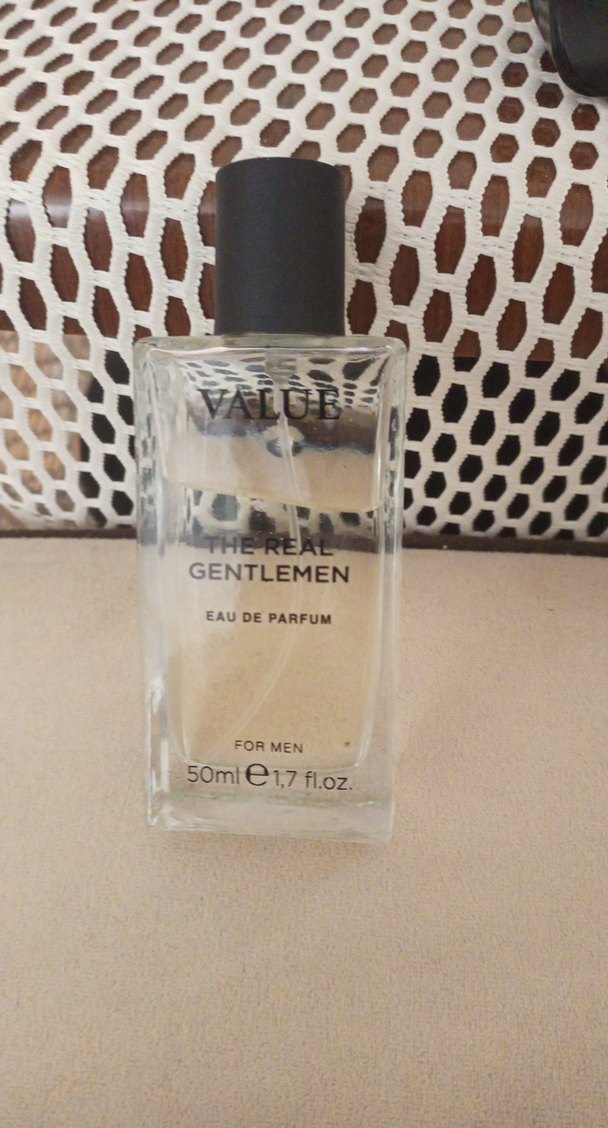 VALUE
THE REAL
GENTLEMEN
EAU DE PARFUM
FOR MEN
50ml ℮ 1,7 fl.oz.